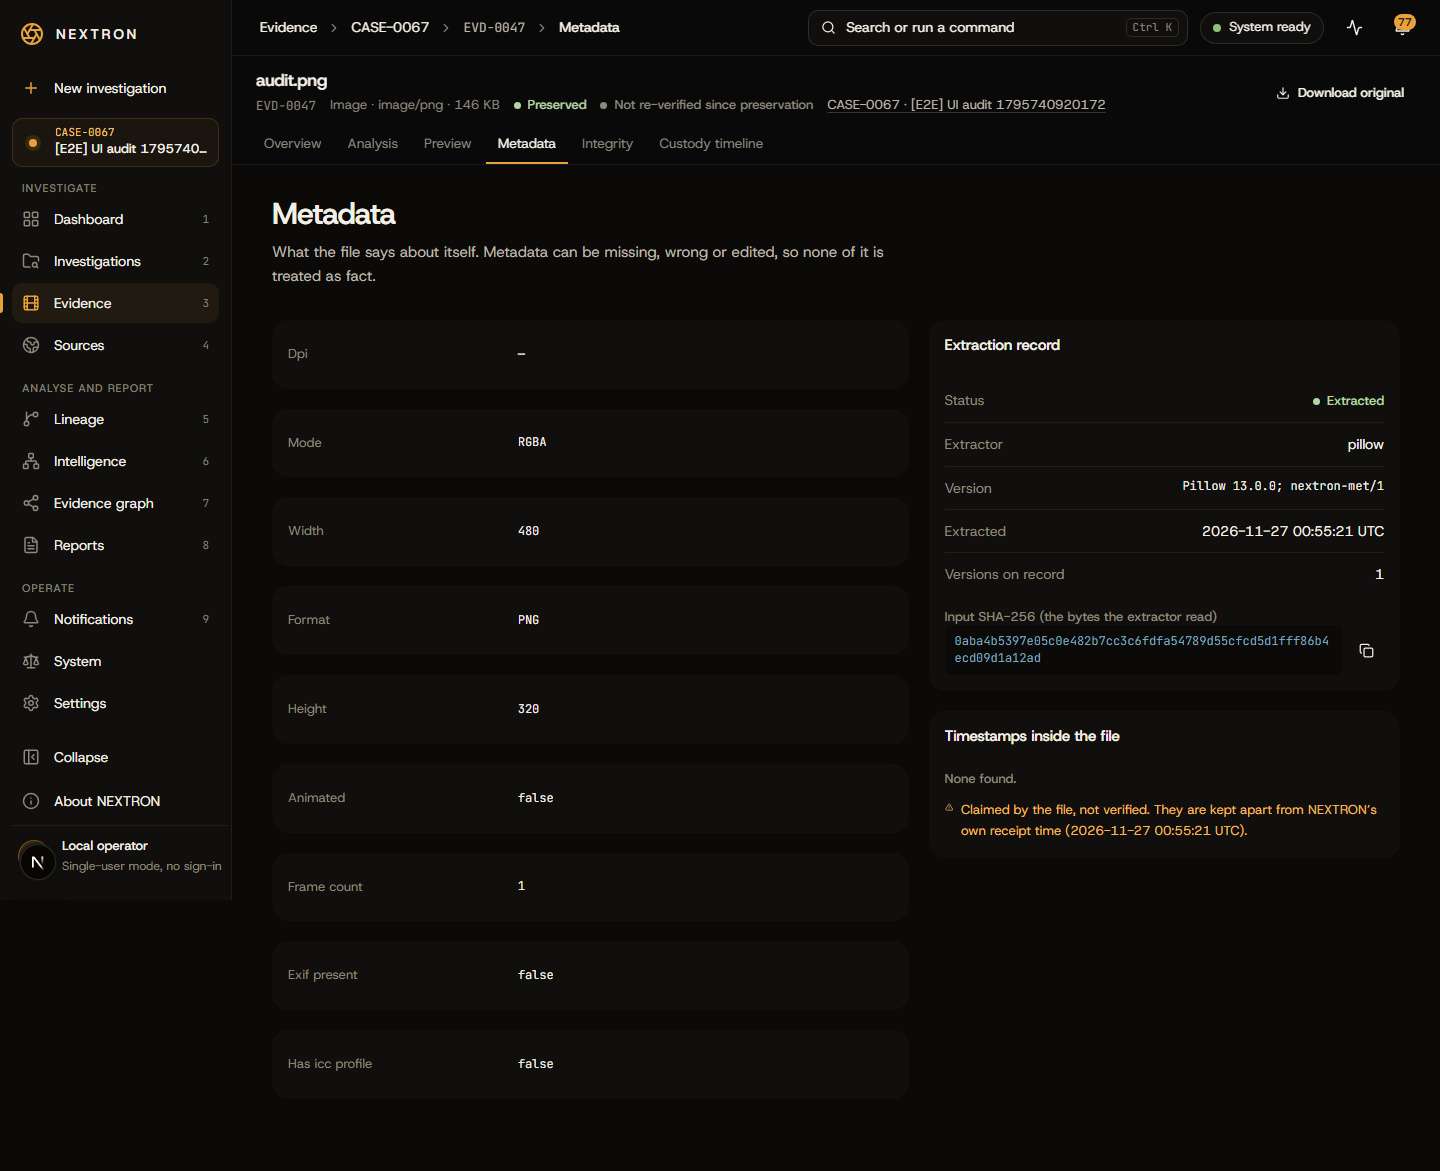 NEXTRON
New investigation
CASE-0067
[E2E] UI audit 1795740...
INVESTIGATE
Dashboard 1
Investigations 2
Evidence 3
Sources 4
ANALYSE AND REPORT
Lineage 5
Intelligence 6
Evidence graph 7
Reports 8
OPERATE
Notifications 9
System
Settings
Collapse
About NEXTRON
N
Local operator
Single-user mode, no sign-in
Evidence > CASE-0067 > EVD-0047 > Metadata
Search or run a command Ctrl K
System ready
77
audit.png
EVD-0047 Image · image/png · 146 KB Preserved Not re-verified since preservation CASE-0067 · [E2E] UI audit 1795740920172
Download original
Overview Analysis Preview Metadata Integrity Custody timeline
Metadata
What the file says about itself. Metadata can be missing, wrong or edited, so none of it is
treated as fact.
Dpi —
Mode RGBA
Width 480
Format PNG
Height 320
Animated false
Frame count 1
Exif present false
Has icc profile false
Extraction record
Status Extracted
Extractor pillow
Version Pillow 13.0.0; nextron-met/1
Extracted 2026-11-27 00:55:21 UTC
Versions on record 1
Input SHA-256 (the bytes the extractor read)
0aba4b5397e05c0e482b7cc3c6fdfa54789d55cfcd5d1fff86b4
ecd09d1a12ad
Timestamps inside the file
None found.
Claimed by the file, not verified. They are kept apart from NEXTRON's
own receipt time (2026-11-27 00:55:21 UTC).